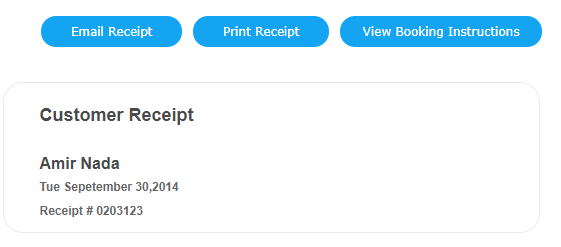 Email Receipt Print Receipt View Booking Instructions
Customer Receipt
Amir Nada
Tue Sepetember 30,2014
Receipt # 0203123